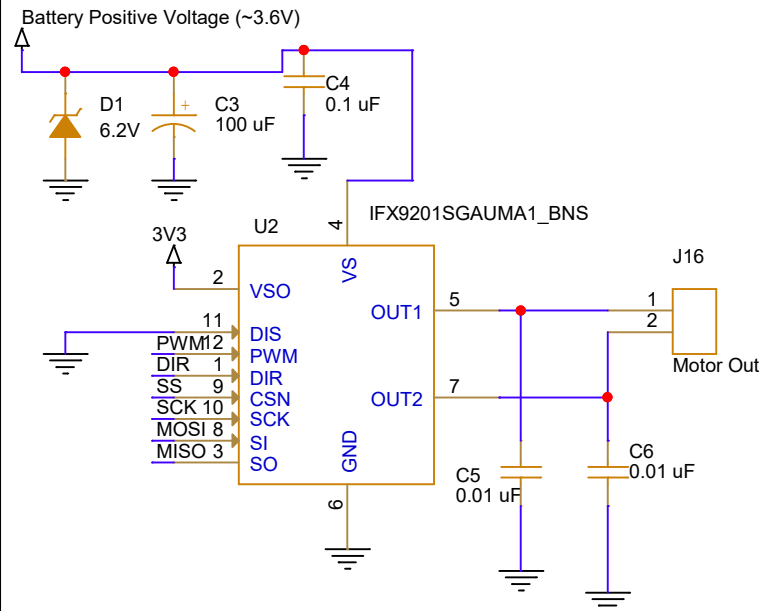 Battery Positive Voltage (~3.6V)
D1
6.2V
+
C3
100 uF
C4
0.1 uF
IFX9201SGAUMA1_BNS
U2
4
VS
3V3
2
VSO
5
OUT1
J16
1
2
Motor Out
11
DIS
PWM
12
PWM
DIR
1
DIR
SS
9
CSN
SCK
10
SCK
MOSI
8
SI
MISO
3
SO
7
OUT2
GND
6
C5
0.01 uF
C6
0.01 uF